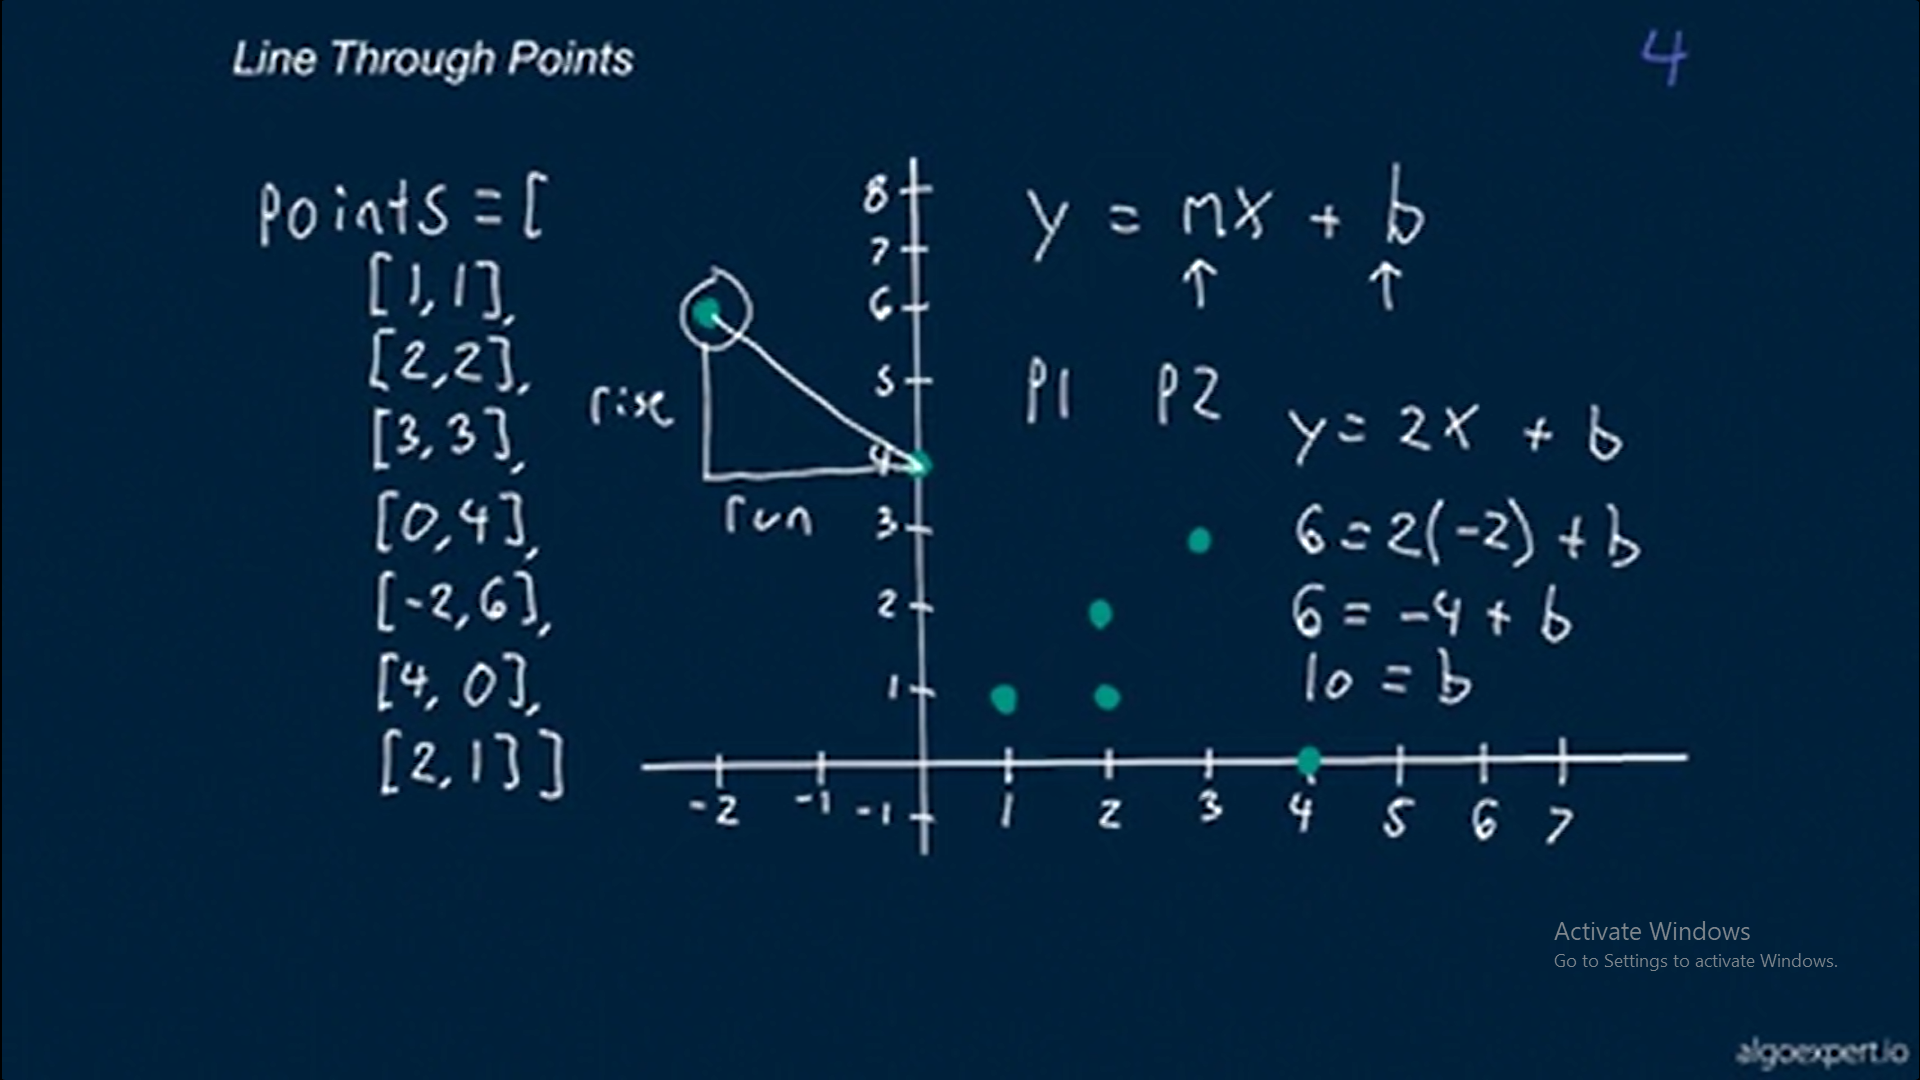 Line Through Points
4
points = [
[1, 1],
[2, 2],
[3, 3],
[0, 4],
[-2, 6],
[4, 0],
[2, 1]]
8
7
6
5
4
3
2
1
rise
run
y = mx + b
↑ ↑
P1 P2
y = 2x + b
6 = 2(-2) + b
6 = -4 + b
10 = b
-2 -1 -1 1 2 3 4 5 6 7
Activate Windows
Go to Settings to activate Windows.
algoexpert.io